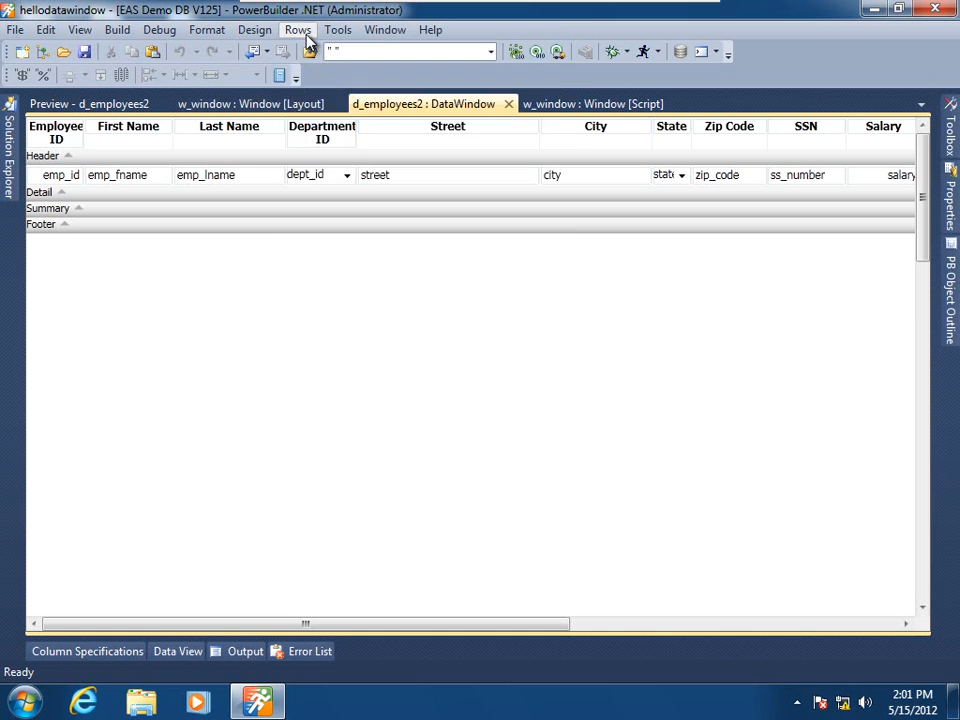 hellodatawindow - [EAS Demo DB V125] - PowerBuilder .NET (Administrator)
File Edit View Build Debug Format Design Rows Tools Window Help
" "
"$" %
Preview - d_employees2 w_window : Window [Layout] d_employees2 : DataWindow w_window : Window [Script]
Solution Explorer
Toolbox
Properties
PB Object Outline
Employee ID First Name Last Name Department ID Street City State Zip Code SSN Salary
Header
emp_id emp_fname emp_lname dept_id street city state zip_code ss_number salary
Detail
Summary
Footer
Column Specifications Data View Output Error List
Ready
2:01 PM
5/15/2012